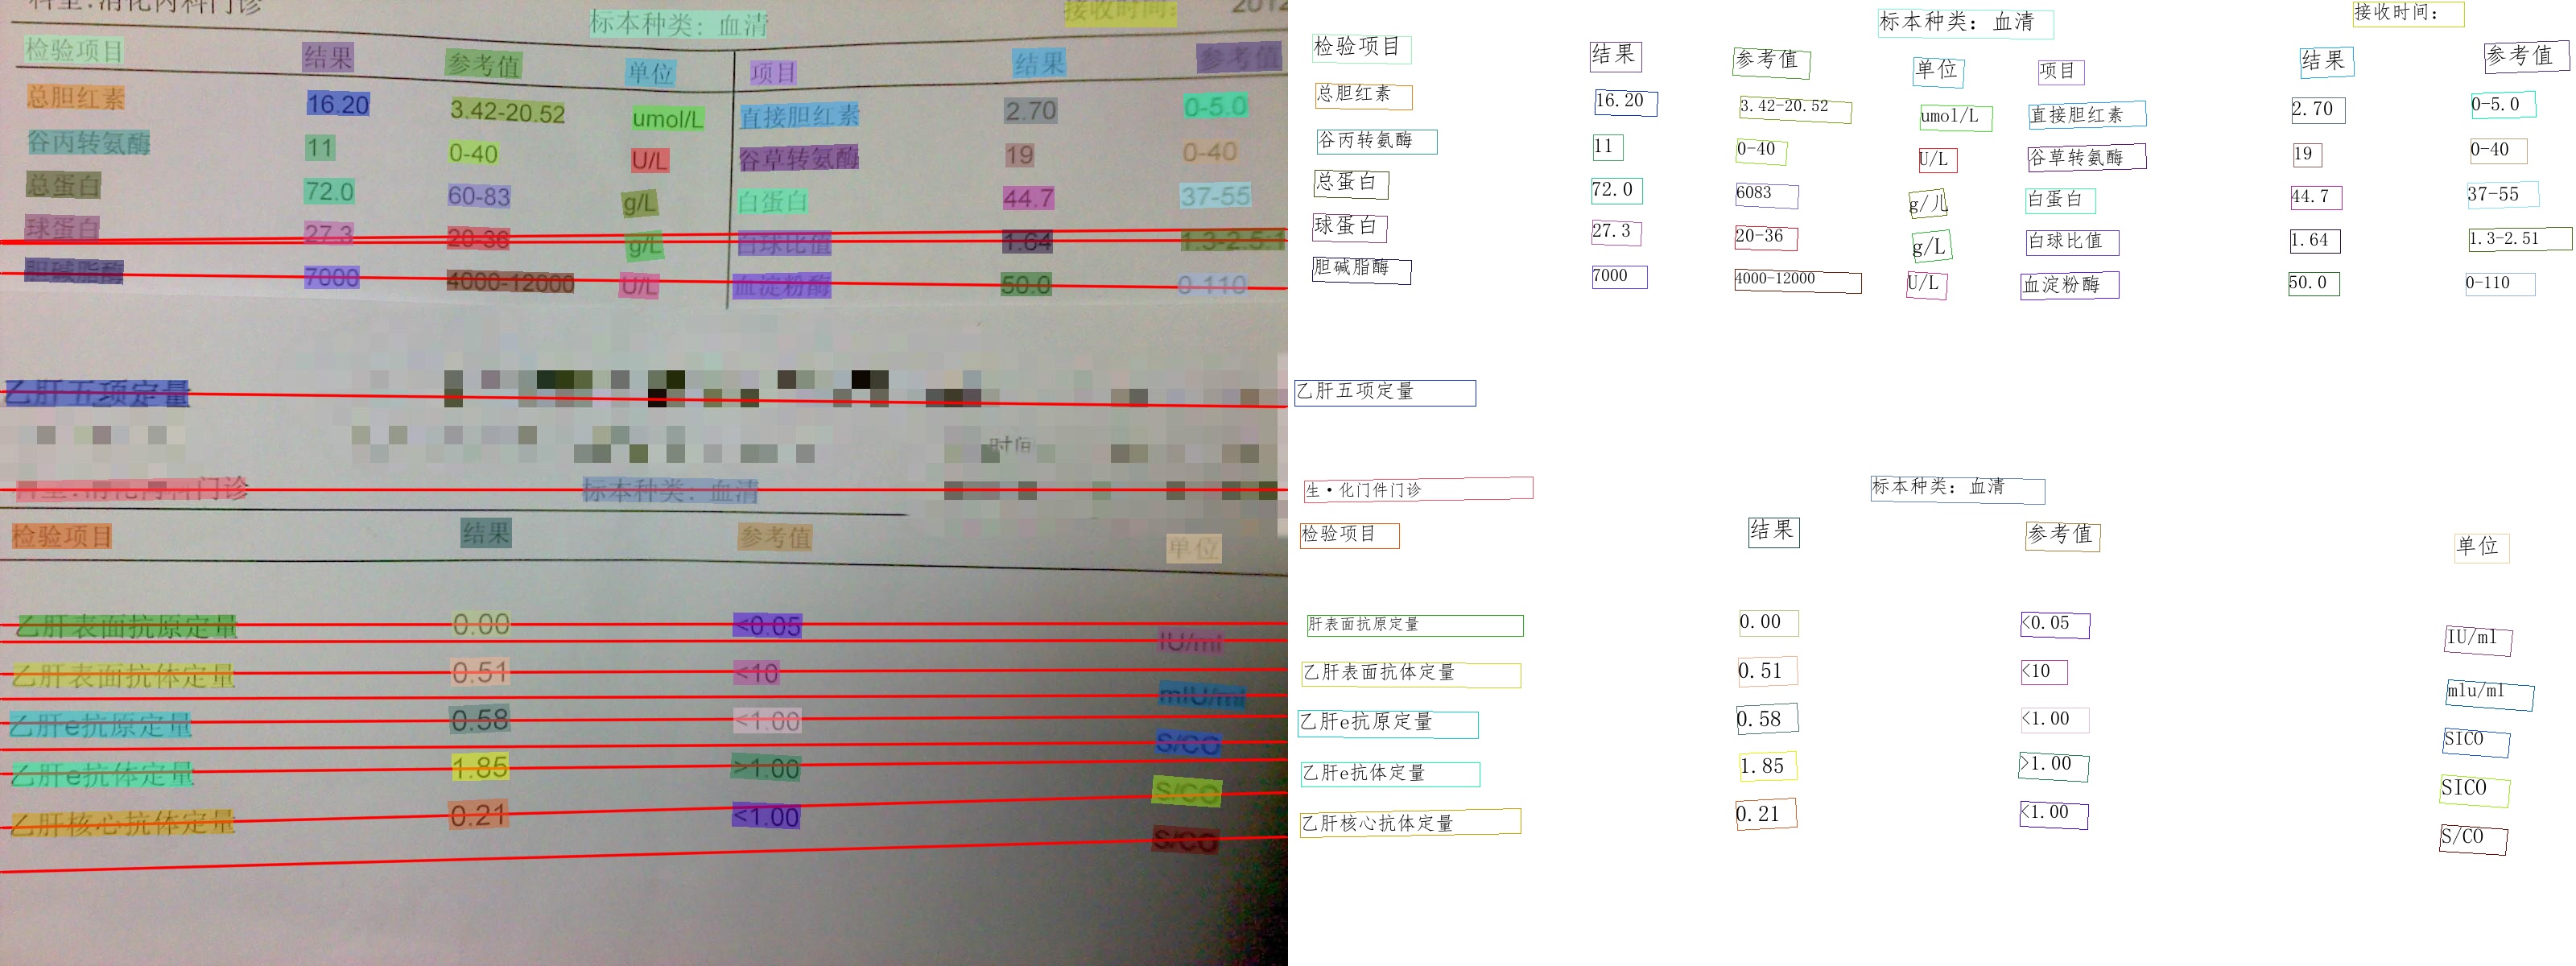 科室:消化内科门诊 标本种类: 血清 接收时间: 2012
检验项目 结果 参考值 单位 项目 结果 参考值
总胆红素 16.20 3.42-20.52 umol/L 直接胆红素 2.70 0-5.0
谷丙转氨酶 11 0-40 U/L 谷草转氨酶 19 0-40
总蛋白 72.0 60-83 g/L 白蛋白 44.7 37-55
球蛋白 27.3 20-36 g/L 白球比值 1.64 1.3-2.5:1
胆碱脂酶 7000 4000-12000 U/L 血淀粉酶 50.0 0-110
乙肝五项定量
时间
科室:消化内科门诊 标本种类: 血清
检验项目 结果 参考值 单位
乙肝表面抗原定量 0.00 <0.05 IU/ml
乙肝表面抗体定量 0.51 <10 mIU/ml
乙肝e抗原定量 0.58 <1.00 S/CO
乙肝e抗体定量 1.85 >1.00 S/CO
乙肝核心抗体定量 0.21 <1.00 S/CO
标本种类: 血清 接收时间:
检验项目 结果 参考值 单位 项目 结果 参考值
总胆红素 16.20 3.42-20.52 umol/L 直接胆红素 2.70 0-5.0
谷丙转氨酶 11 0-40 U/L 谷草转氨酶 19 0-40
总蛋白 72.0 6083 g/儿 白蛋白 44.7 37-55
球蛋白 27.3 20-36 g/L 白球比值 1.64 1.3-2.51
胆碱脂酶 7000 4000-12000 U/L 血淀粉酶 50.0 0-110
乙肝五项定量
生·化门件门诊 标本种类: 血清
检验项目 结果 参考值 单位
肝表面抗原定量 0.00 <0.05 IU/ml
乙肝表面抗体定量 0.51 <10 mlu/ml
乙肝e抗原定量 0.58 <1.00 SICO
乙肝e抗体定量 1.85 >1.00 SICO
乙肝核心抗体定量 0.21 <1.00 S/CO